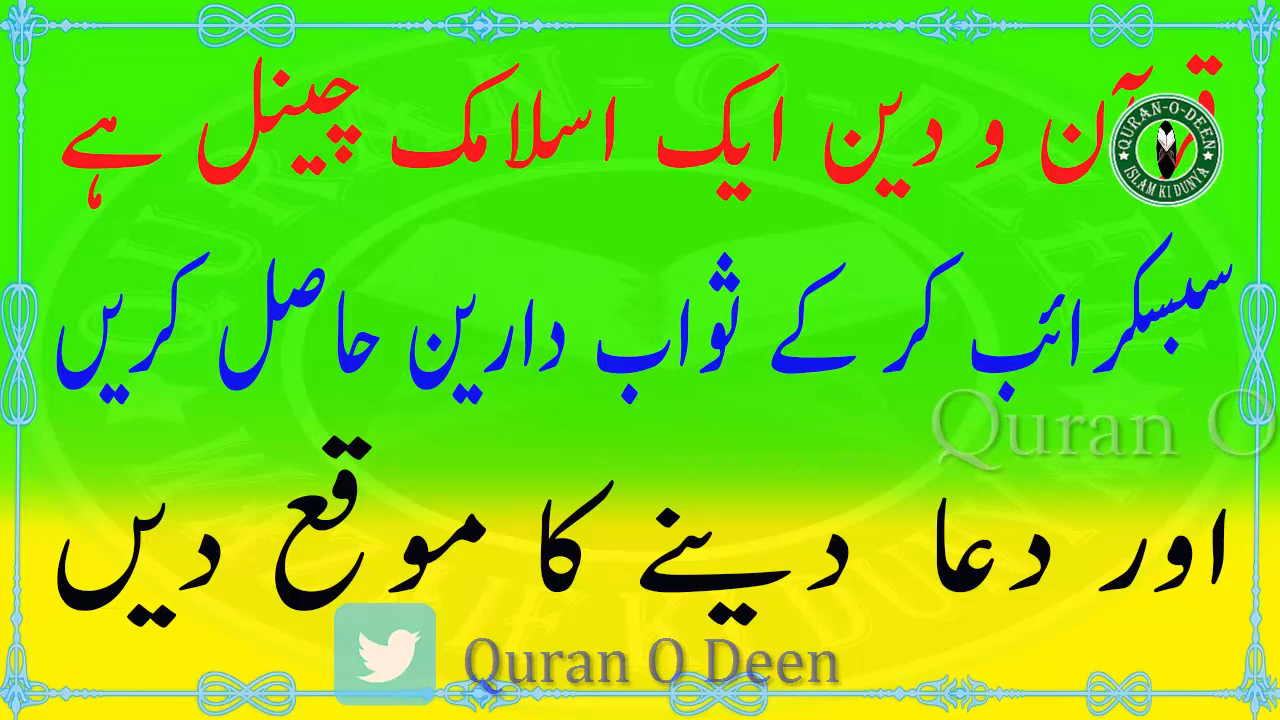 قرآن و دین ایک اسلامک چینل ہے
QURAN-O-DEEN
ISLAM KI DUNYA
سبسکرائب کر کے ثواب دارین حاصل کریں
Quran O
اور دعا دینے کا موقع دیں
Quran O Deen